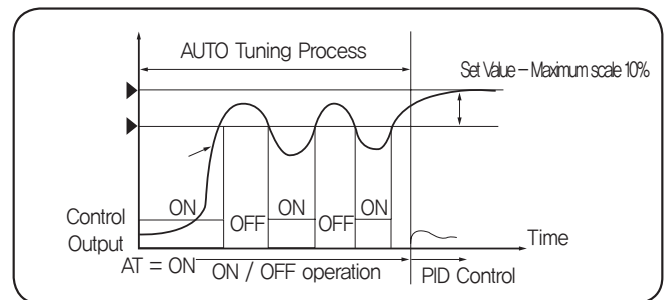 AUTO Tuning Process
Set Value – Maximum scale 10%
ON
OFF
ON
OFF
ON
Control
Output
Time
AT = ON
ON / OFF operation
PID Control